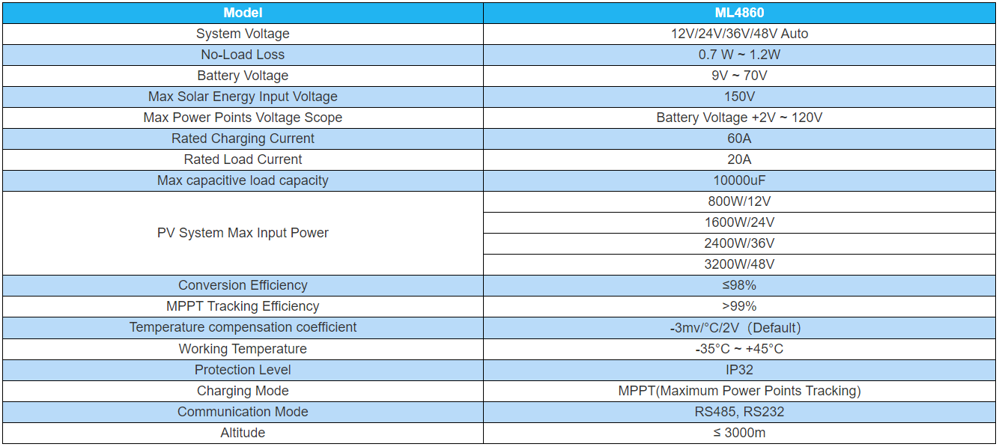 Model ML4860
System Voltage 12V/24V/36V/48V Auto
No-Load Loss 0.7 W ~ 1.2W
Battery Voltage 9V ~ 70V
Max Solar Energy Input Voltage 150V
Max Power Points Voltage Scope Battery Voltage +2V ~ 120V
Rated Charging Current 60A
Rated Load Current 20A
Max capacitive load capacity 10000uF
PV System Max Input Power
800W/12V
1600W/24V
2400W/36V
3200W/48V
Conversion Efficiency ≤98%
MPPT Tracking Efficiency >99%
Temperature compensation coefficient -3mv/°C/2V（Default）
Working Temperature -35°C ~ +45°C
Protection Level IP32
Charging Mode MPPT(Maximum Power Points Tracking)
Communication Mode RS485, RS232
Altitude ≤ 3000m